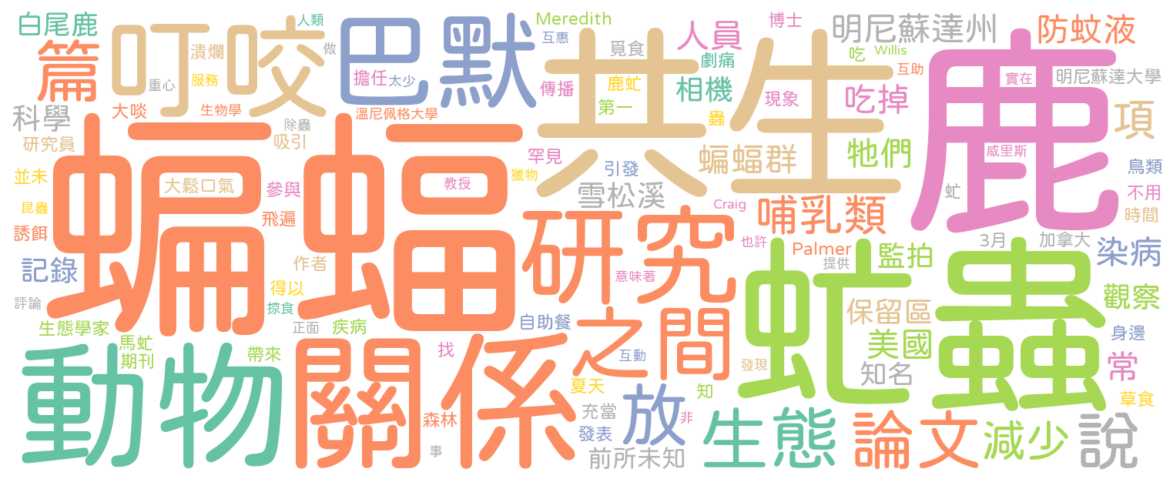 白尾鹿
人類
做
叮咬
巴默
互惠
Meredith
覓食
人員
博士
明尼蘇達州
防蚊液
篇
潰爛
重心
服務
擔任
太少
傳播
鹿虻
劇痛
相機
吃
Willis
互助
實在
明尼蘇達大學
共生
鹿
科學
大啖
生物學
溫尼佩格大學
第一
蟲
現象
吃掉
項
研究員
吸引
除蟲
罕見
引發
蝙蝠群
牠們
威里斯
鳥類
並未
大鬆口氣
參與
教授
獵物
雪松溪
虻
不用
昆蟲
蝙蝠
飛遍
Craig
哺乳類
時間
誘餌
研究
也許
Palmer
監拍
3月
加拿大
染病
記錄
作者
意味著
提供
虻蟲
得以
掠食
保留區
觀察
評論
正面
疾病
自助餐
之間
美國
身邊
生態學家
馬虻
期刊
帶來
關係
找
互動
發現
知名
常
動物
夏天
知
草食
森林
充當
放
非
發表
生態
論文
減少
說
事
前所未知